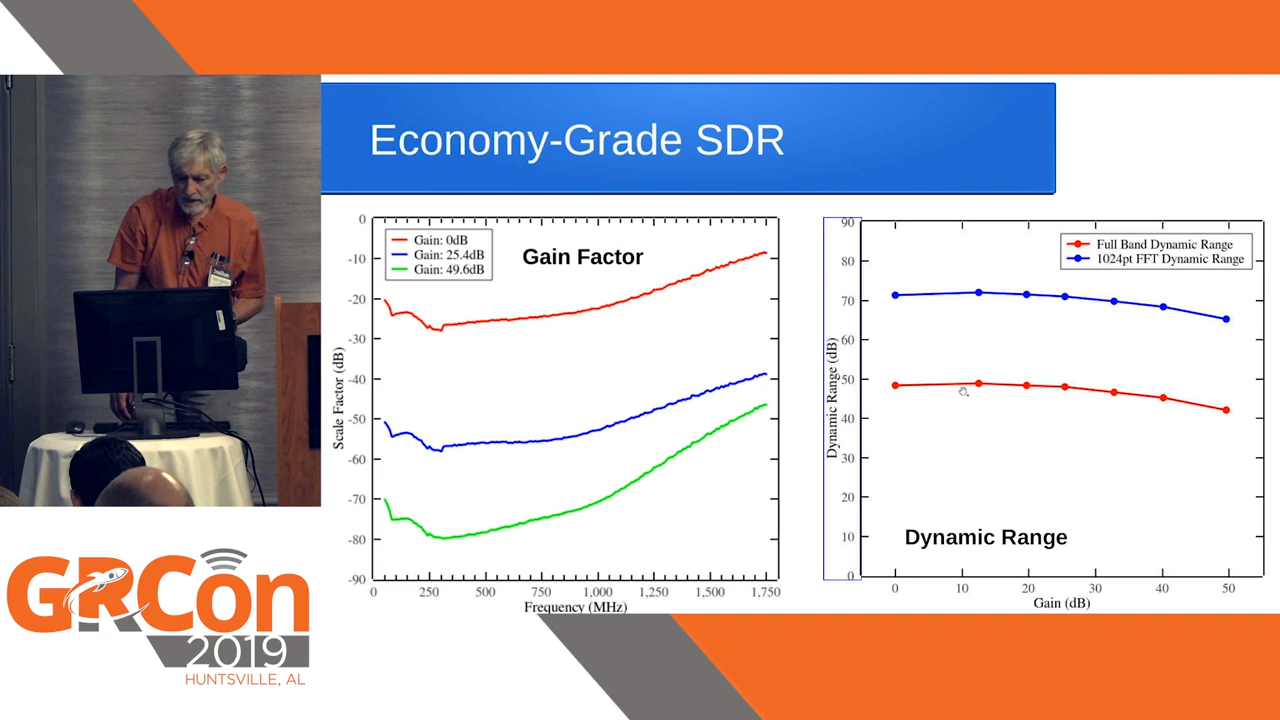 Economy-Grade SDR
Gain Factor
Gain: 0dB
Gain: 25.4dB
Gain: 49.6dB
0
-10
-20
-30
-40
-50
-60
-70
-80
-90
Scale Factor (dB)
0
250
500
750
1,000
1,250
1,500
1,750
Frequency (MHz)
Full Band Dynamic Range
1024pt FFT Dynamic Range
90
80
70
60
50
40
30
20
10
0
Dynamic Range (dB)
Dynamic Range
0
10
20
30
40
50
Gain (dB)
GRCon
2019
HUNTSVILLE, AL